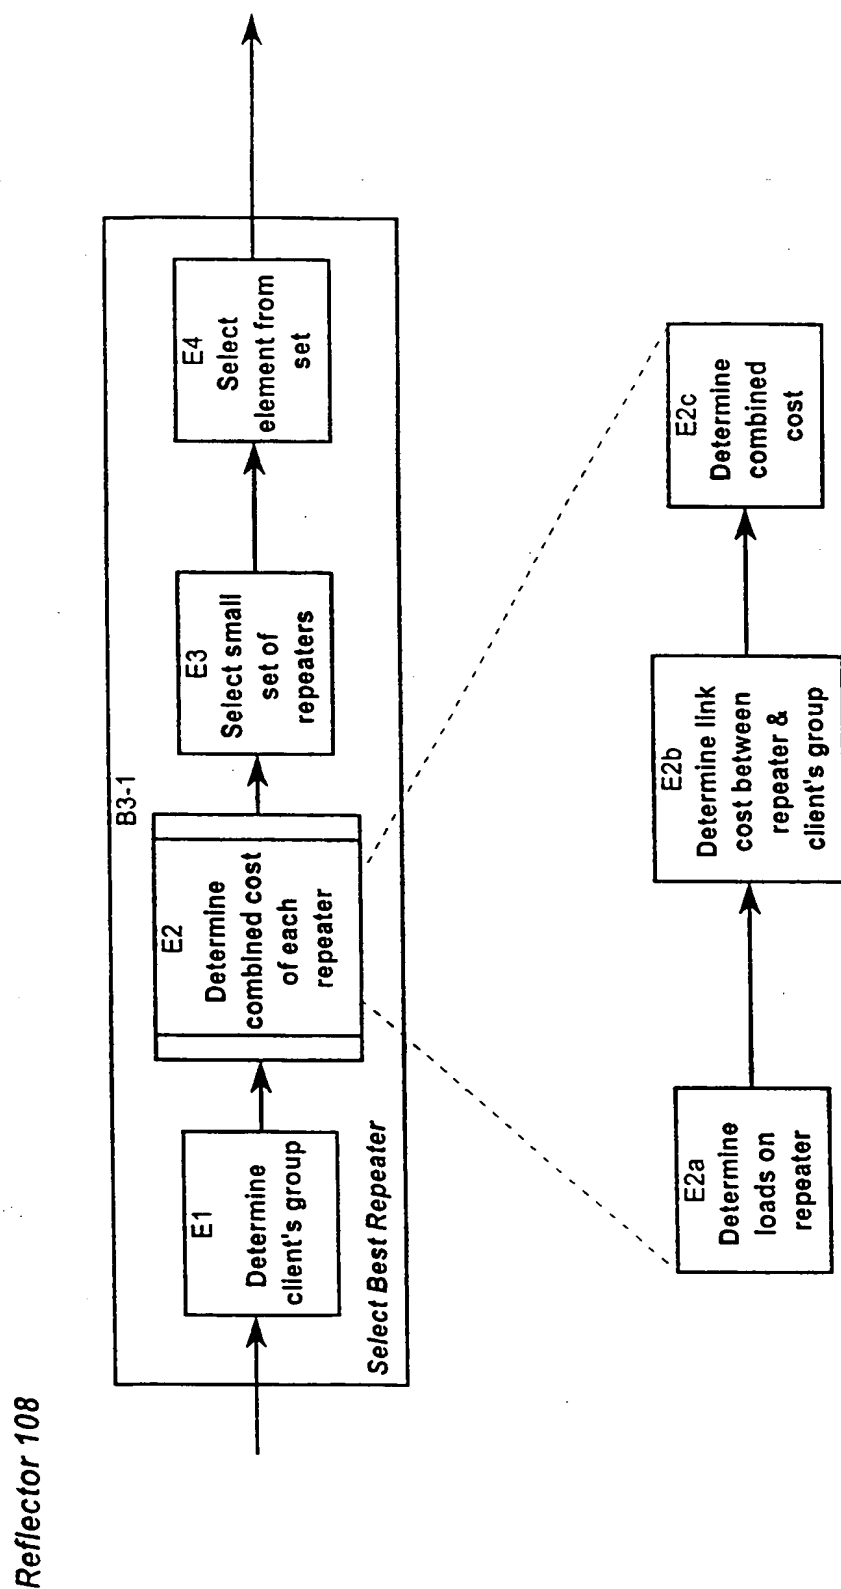 Reflector 108
B3-1
E1
Determine
client's group
E2
Determine
combined cost
of each
repeater
E3
Select small
set of
repeaters
E4
Select
element from
set
Select Best Repeater
E2a
Determine
loads on
repeater
E2b
Determine link
cost between
repeater &
client's group
E2c
Determine
combined
cost